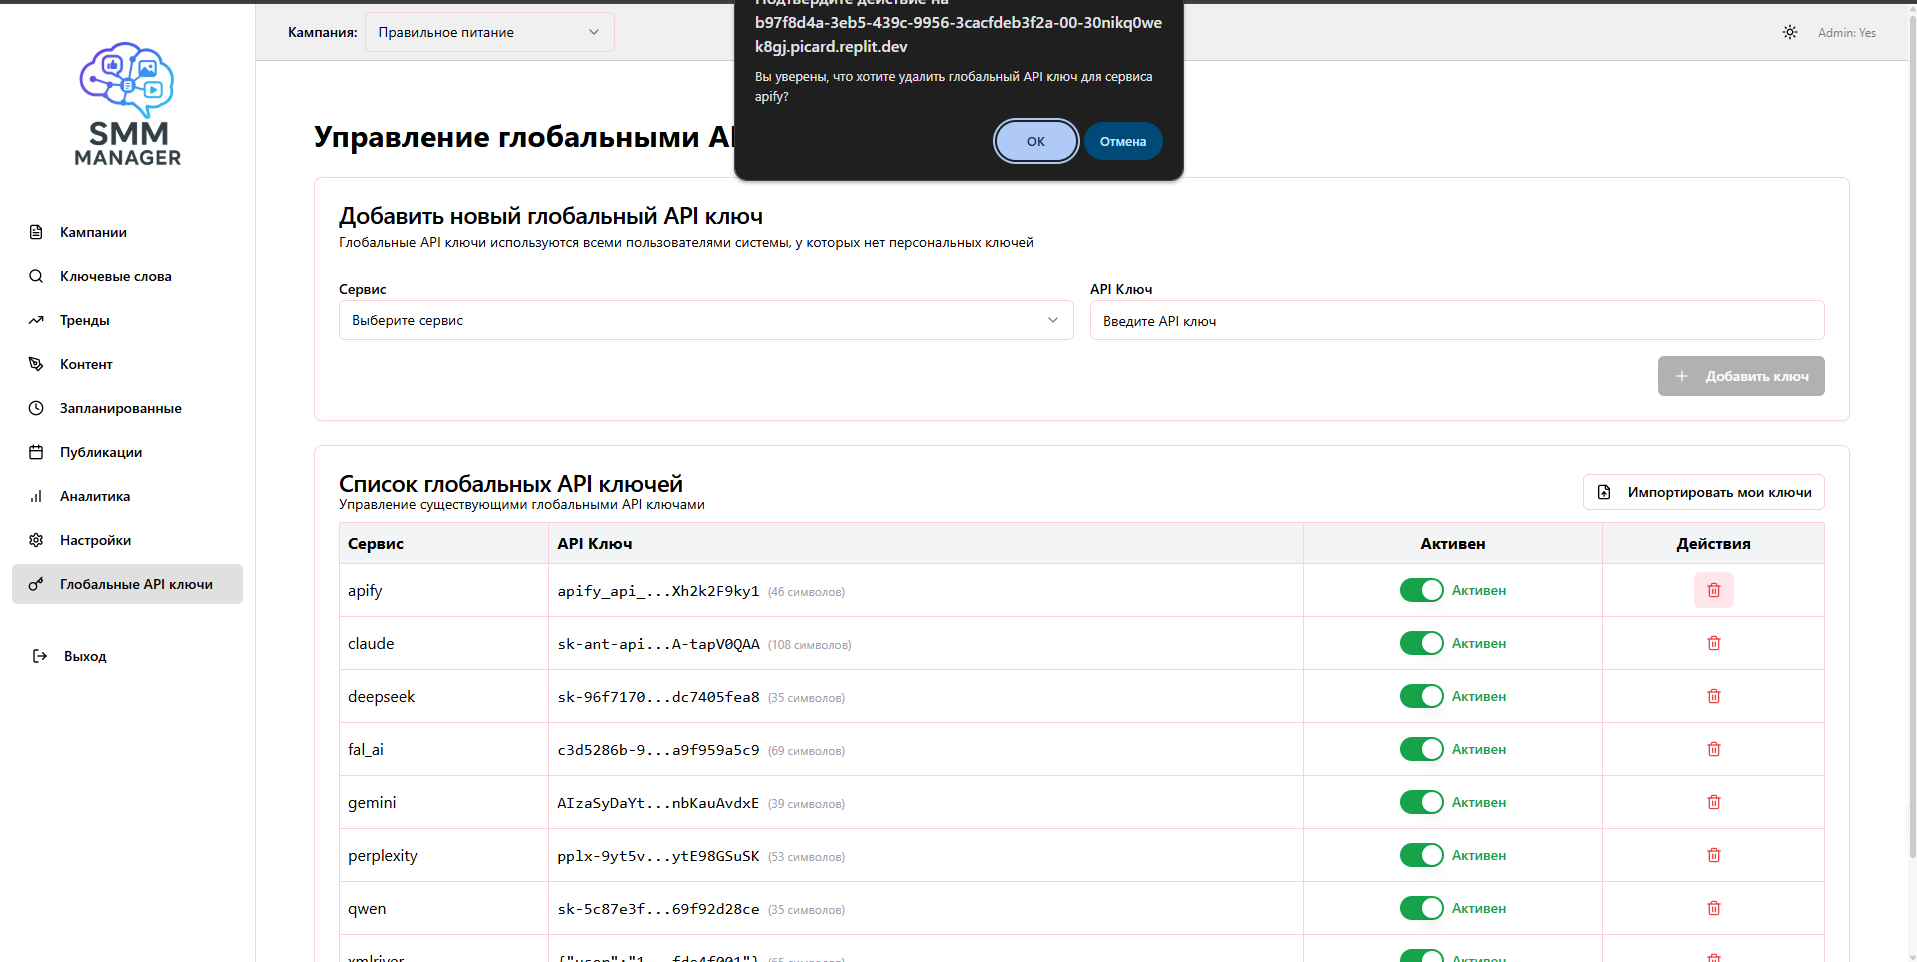 Подтвердите действие на
b97f8d4a-3eb5-439c-9956-3cacfdeb3f2a-00-30nikq0we
k8gj.picard.replit.dev
Вы уверены, что хотите удалить глобальный API ключ для сервиса
apify?
ОК
Отмена
SMM
MANAGER
Кампания:
Правильное питание
Admin: Yes
Кампании
Ключевые слова
Тренды
Контент
Запланированные
Публикации
Аналитика
Настройки
Глобальные API ключи
Выход
Управление глобальными
Добавить новый глобальный API ключ
Глобальные API ключи используются всеми пользователями системы, у которых нет персональных ключей
Сервис
API Ключ
Выберите сервис
Введите API ключ
Добавить ключ
Список глобальных API ключей
Управление существующими глобальными API ключами
Импортировать мои ключи
Сервис API Ключ Активен Действия
apify apify_api_...Xh2k2F9ky1 (46 символов) Активен
claude sk-ant-api...A-tapV0QAA (108 символов) Активен
deepseek sk-96f7170...dc7405fea8 (35 символов) Активен
fal_ai c3d5286b-9...a9f959a5c9 (69 символов) Активен
gemini AIzaSyDaYt...nbKauAvdxE (39 символов) Активен
perplexity pplx-9yt5v...ytE98GSuSK (53 символов) Активен
qwen sk-5c87e3f...69f92d28ce (35 символов) Активен
xmlriver Активен